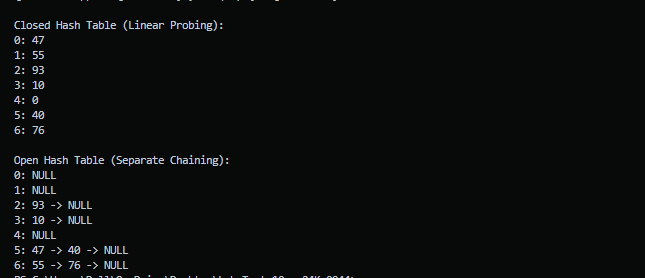 Closed Hash Table (Linear Probing):
0: 47
1: 55
2: 93
3: 10
4: 0
5: 40
6: 76
Open Hash Table (Separate Chaining):
0: NULL
1: NULL
2: 93 -> NULL
3: 10 -> NULL
4: NULL
5: 47 -> 40 -> NULL
6: 55 -> 76 -> NULL